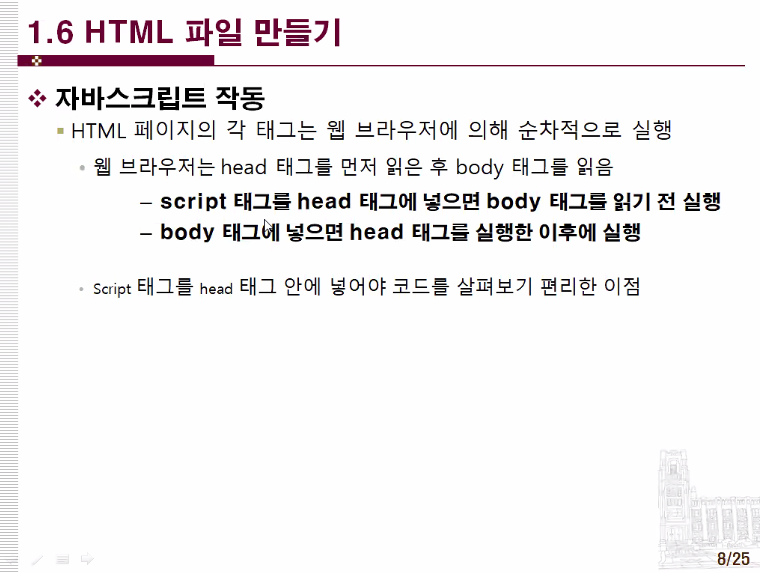 1.6 HTML 파일 만들기
자바스크립트 작동
HTML 페이지의 각 태그는 웹 브라우저에 의해 순차적으로 실행
웹 브라우저는 head 태그를 먼저 읽은 후 body 태그를 읽음
– script 태그를 head 태그에 넣으면 body 태그를 읽기 전 실행
– body 태그에 넣으면 head 태그를 실행한 이후에 실행
Script 태그를 head 태그 안에 넣어야 코드를 살펴보기 편리한 이점
8/25